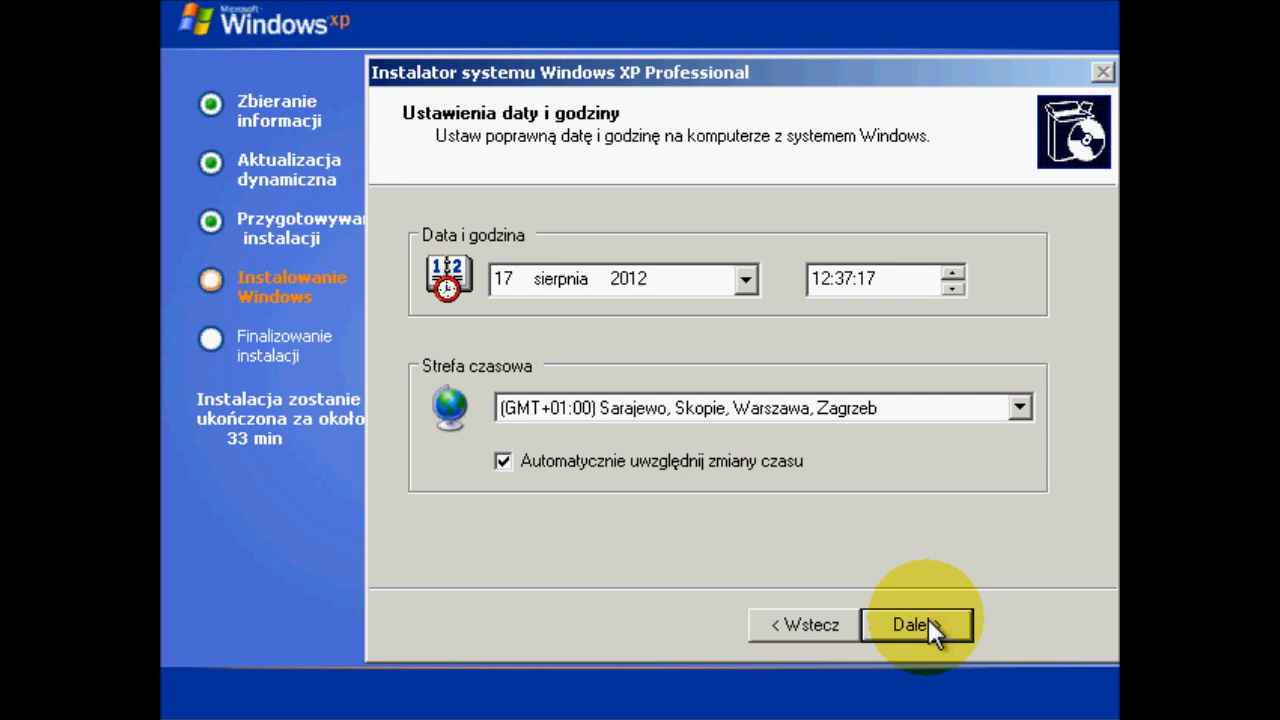 Microsoft
Windows xp
Zbieranie
informacji
Aktualizacja
dynamiczna
instalacji
Instalowanie
Windows
Finalizowanie
instalacji
Instalacja zostanie
ukończona za około
33 min
Instalator systemu Windows XP Professional
Ustawienia daty i godziny
Ustaw poprawną datę i godzinę na komputerze z systemem Windows.
Data i godzina
1 2
17 sierpnia 2012
12:37:17
Strefa czasowa
(GMT+01:00) Sarajewo, Skopie, Warszawa, Zagrzeb
Automatycznie uwzględnij zmiany czasu
< Wstecz